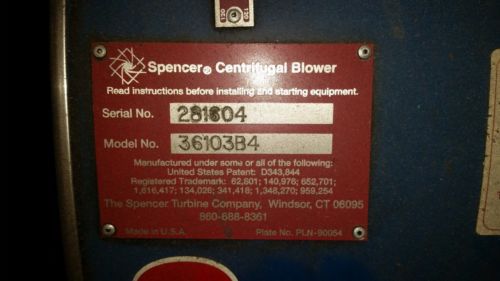 Spencer® Centrifugal Blower
Read instructions before installing and starting equipment.
Serial No. 281604
Model No. 36103B4
Manufactured under some or all of the following:
United States Patent: D343,844
Registered Trademark: 62,801; 140,976; 652,701;
1,616,417; 134,026; 341,418; 1,348,270; 959,254
The Spencer Turbine Company, Windsor, CT 06095
860-688-8361
Made in U.S.A. Plate No. PLN-90054